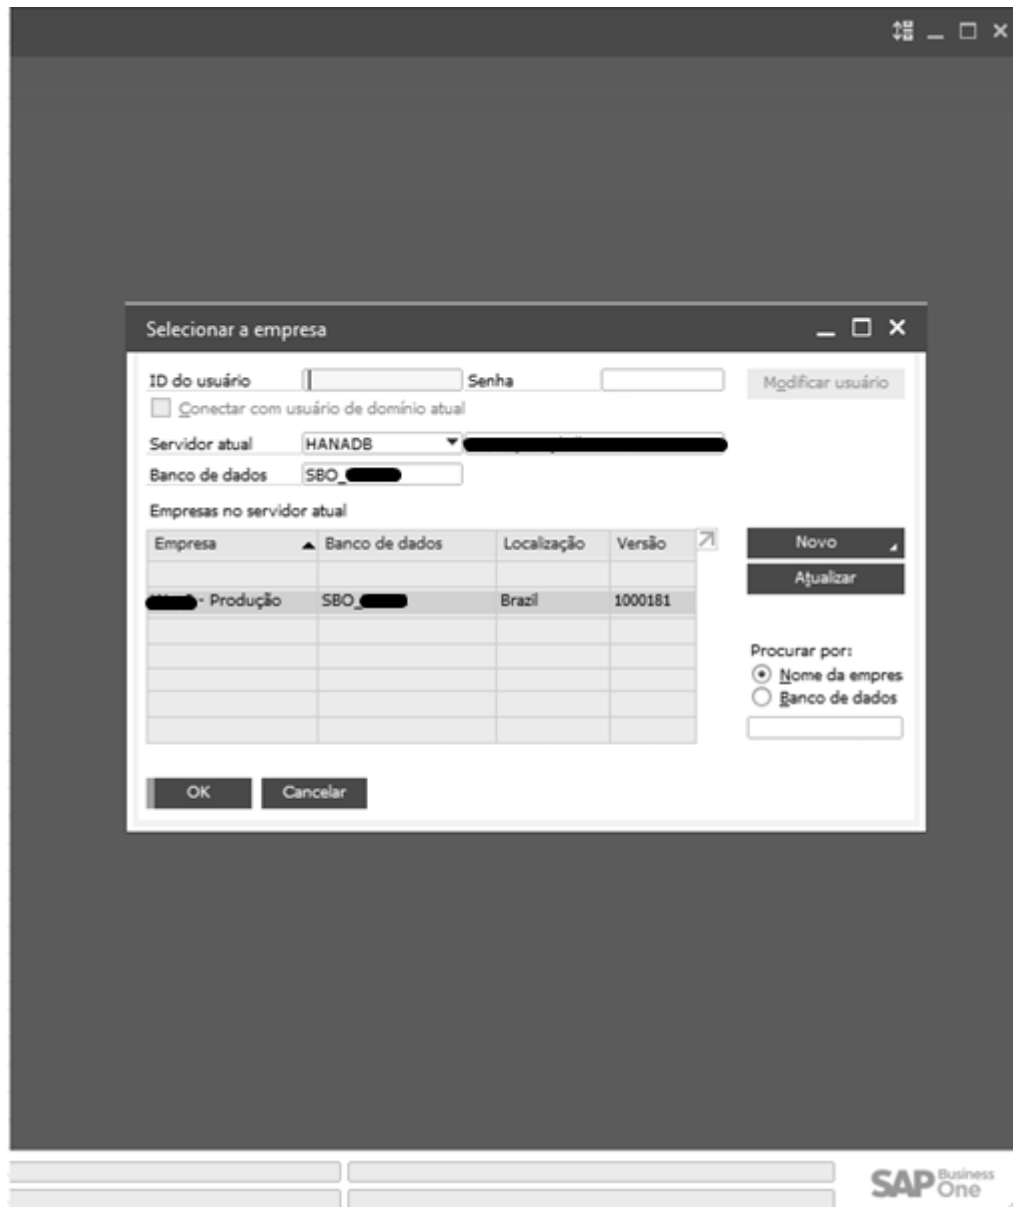 Selecionar a empresa
ID do usuário Senha Modificar usuário
Conectar com usuário de domínio atual
Servidor atual HANADB
Banco de dados SBO_
Empresas no servidor atual
Empresa Banco de dados Localização Versão
Novo
Atualizar
- Produção SBO_ Brazil 1000181
Procurar por:
Nome da empres
Banco de dados
OK Cancelar
SAP Business One